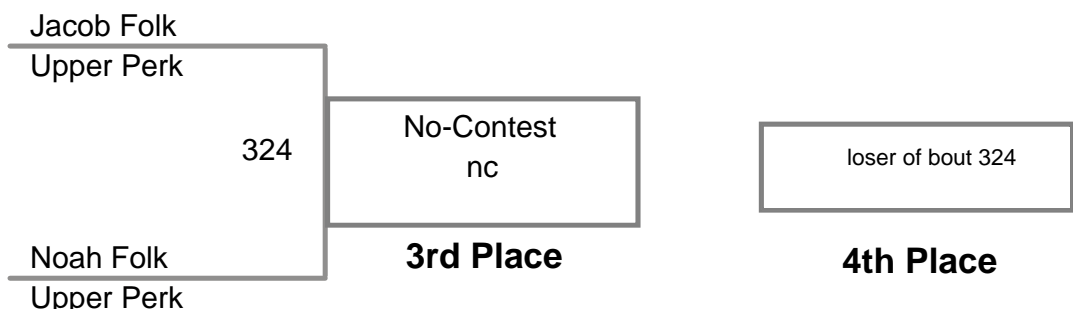 Jacob Folk
Upper Perk
324
No-Contest
nc
loser of bout 324
3rd Place
4th Place
Noah Folk
Upper Perk